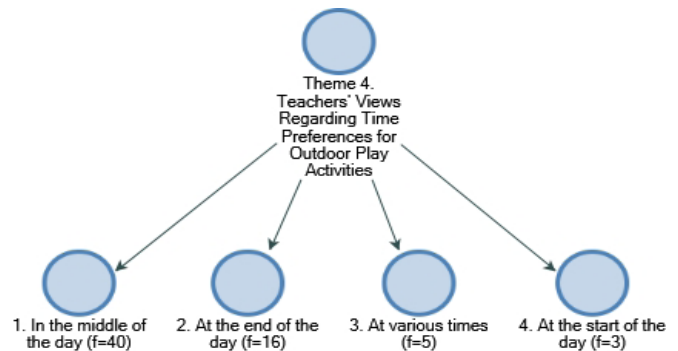 Theme 4.
Teachers' Views
Regarding Time
Preferences for
Outdoor Play
Activities
1. In the middle of
the day (f=40)
2. At the end of the
day (f=16)
3. At various times
(f=5)
4. At the start of the
day (f=3)